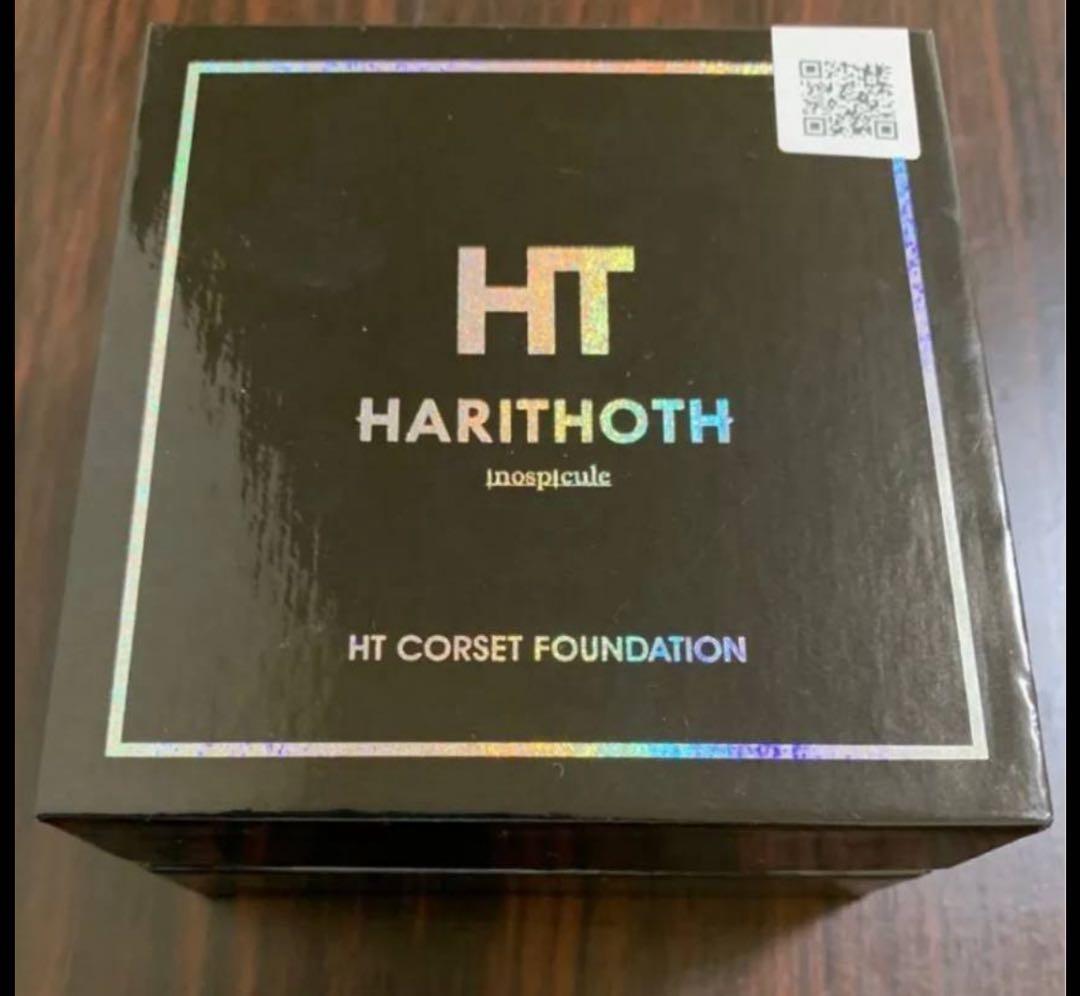 HT
HARITHOTH
inospicule
HT CORSET FOUNDATION